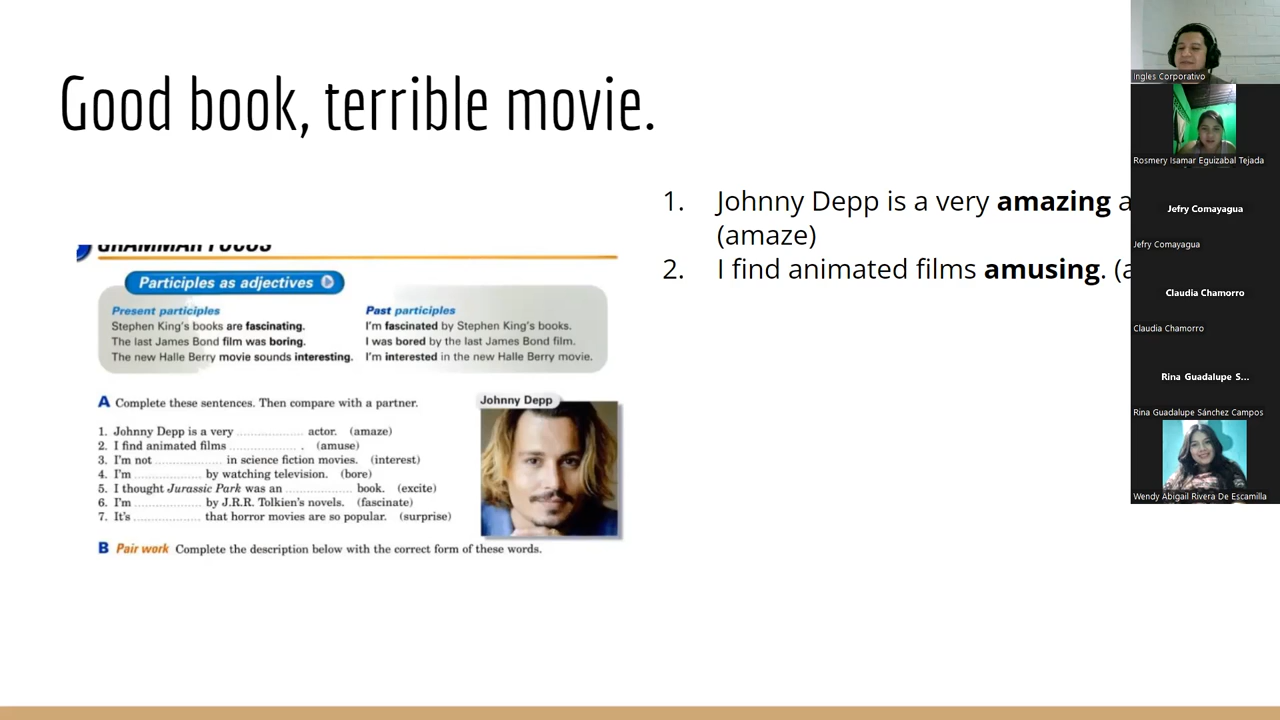 Good book, terrible movie.
1. Johnny Depp is a very amazing a
(amaze)
2. I find animated films amusing. (a
GRAMMAR FOCUS
Participles as adjectives
Present participles
Stephen King's books are fascinating.
The last James Bond film was boring.
The new Halle Berry movie sounds interesting.
Past participles
I'm fascinated by Stephen King's books.
I was bored by the last James Bond film.
I'm interested in the new Halle Berry movie.
A Complete these sentences. Then compare with a partner.
1. Johnny Depp is a very ................ actor. (amaze)
2. I find animated films ................ . (amuse)
3. I'm not ................ in science fiction movies. (interest)
4. I'm ................ by watching television. (bore)
5. I thought Jurassic Park was an ................ book. (excite)
6. I'm ................ by J.R.R. Tolkien's novels. (fascinate)
7. It's ................ that horror movies are so popular. (surprise)
Johnny Depp
B Pair work Complete the description below with the correct form of these words.
Ingles Corporativo
Rosmery Isamar Eguizabal Tejada
Jefry Comayagua
Jefry Comayagua
Claudia Chamorro
Claudia Chamorro
Rina Guadalupe S...
Rina Guadalupe Sánchez Campos
Wendy Abigail Rivera De Escamilla